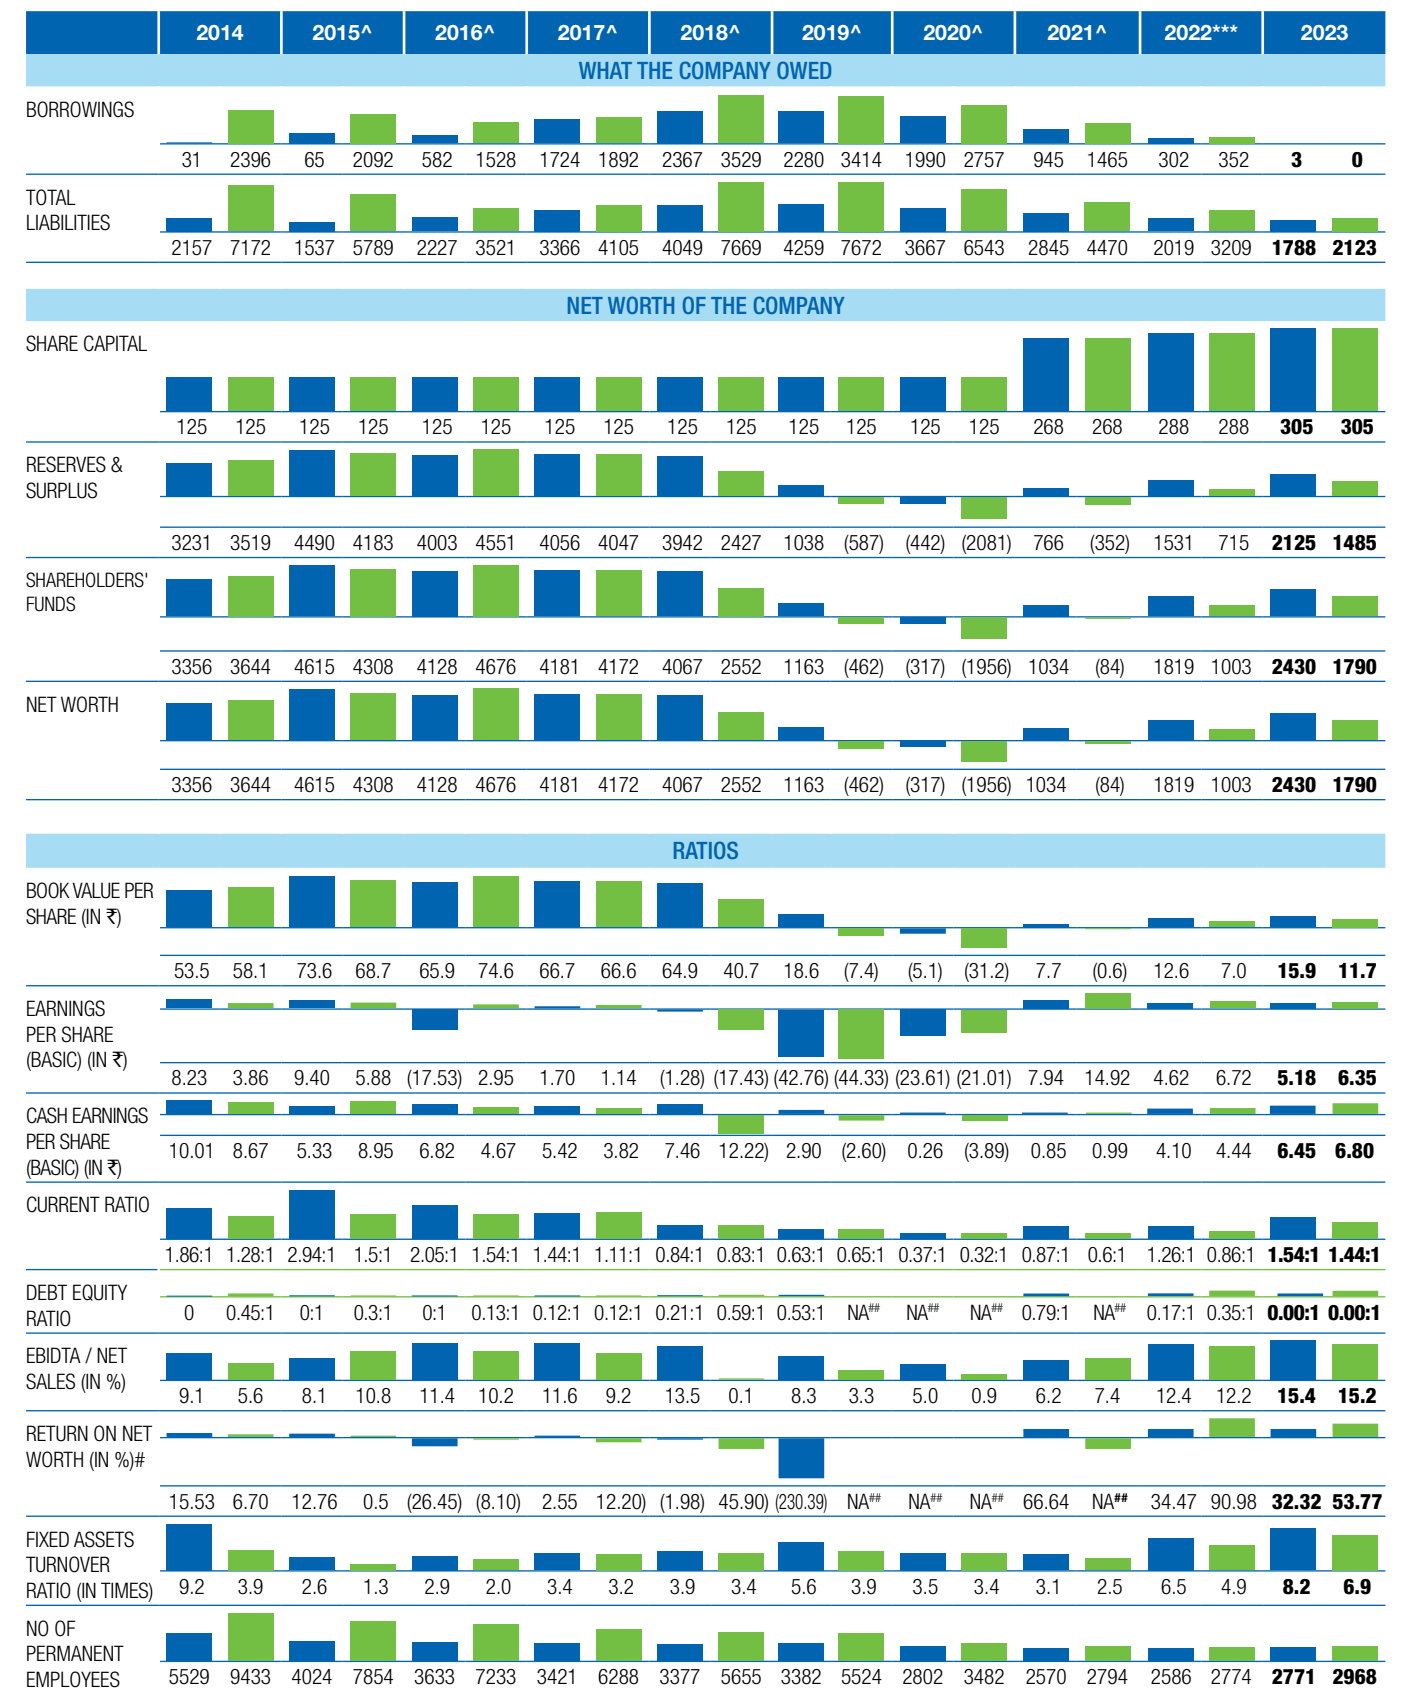 2014 2015^ 2016^ 2017^ 2018^ 2019^ 2020^ 2021^ 2022*** 2023
WHAT THE COMPANY OWED
BORROWINGS
31 2396 65 2092 582 1528 1724 1892 2367 3529 2280 3414 1990 2757 945 1465 302 352 3 0
TOTAL
LIABILITIES
2157 7172 1537 5789 2227 3521 3366 4105 4049 7669 4259 7672 3667 6543 2845 4470 2019 3209 1788 2123
NET WORTH OF THE COMPANY
SHARE CAPITAL
125 125 125 125 125 125 125 125 125 125 125 125 125 125 268 268 288 288 305 305
RESERVES &
SURPLUS
3231 3519 4490 4183 4003 4551 4056 4047 3942 2427 1038 (587) (442) (2081) 766 (352) 1531 715 2125 1485
SHAREHOLDERS'
FUNDS
3356 3644 4615 4308 4128 4676 4181 4172 4067 2552 1163 (462) (317) (1956) 1034 (84) 1819 1003 2430 1790
NET WORTH
3356 3644 4615 4308 4128 4676 4181 4172 4067 2552 1163 (462) (317) (1956) 1034 (84) 1819 1003 2430 1790
RATIOS
BOOK VALUE PER
SHARE (IN ₹)
53.5 58.1 73.6 68.7 65.9 74.6 66.7 66.6 64.9 40.7 18.6 (7.4) (5.1) (31.2) 7.7 (0.6) 12.6 7.0 15.9 11.7
EARNINGS
PER SHARE
(BASIC) (IN ₹)
8.23 3.86 9.40 5.88 (17.53) 2.95 1.70 1.14 (1.28) (17.43) (42.76) (44.33) (23.61) (21.01) 7.94 14.92 4.62 6.72 5.18 6.35
CASH EARNINGS
PER SHARE
(BASIC) (IN ₹)
10.01 8.67 5.33 8.95 6.82 4.67 5.42 3.82 7.46 12.22) 2.90 (2.60) 0.26 (3.89) 0.85 0.99 4.10 4.44 6.45 6.80
CURRENT RATIO
1.86:1 1.28:1 2.94:1 1.5:1 2.05:1 1.54:1 1.44:1 1.11:1 0.84:1 0.83:1 0.63:1 0.65:1 0.37:1 0.32:1 0.87:1 0.6:1 1.26:1 0.86:1 1.54:1 1.44:1
DEBT EQUITY
RATIO
0 0.45:1 0:1 0.3:1 0:1 0.13:1 0.12:1 0.12:1 0.21:1 0.59:1 0.53:1 NA## NA## NA## 0.79:1 NA## 0.17:1 0.35:1 0.00:1 0.00:1
EBIDTA / NET
SALES (IN %)
9.1 5.6 8.1 10.8 11.4 10.2 11.6 9.2 13.5 0.1 8.3 3.3 5.0 0.9 6.2 7.4 12.4 12.2 15.4 15.2
RETURN ON NET
WORTH (IN %)#
15.53 6.70 12.76 0.5 (26.45) (8.10) 2.55 12.20) (1.98) 45.90) (230.39) NA## NA## NA## 66.64 NA## 34.47 90.98 32.32 53.77
FIXED ASSETS
TURNOVER
RATIO (IN TIMES)
9.2 3.9 2.6 1.3 2.9 2.0 3.4 3.2 3.9 3.4 5.6 3.9 3.5 3.4 3.1 2.5 6.5 4.9 8.2 6.9
NO OF
PERMANENT
EMPLOYEES
5529 9433 4024 7854 3633 7233 3421 6288 3377 5655 3382 5524 2802 3482 2570 2794 2586 2774 2771 2968